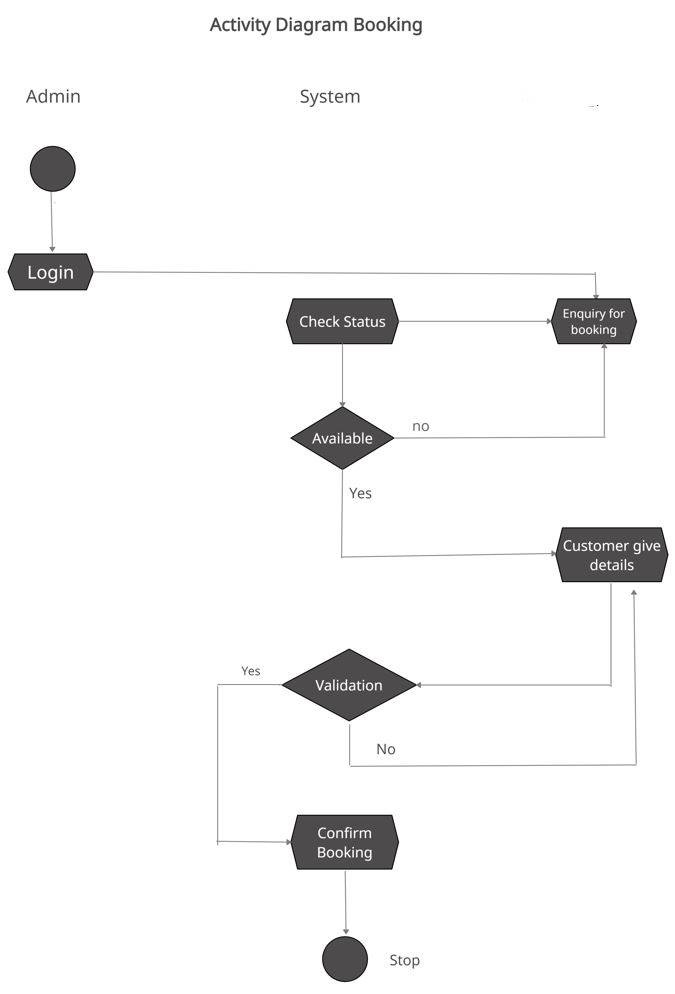 Activity Diagram Booking
Admin
System
Login
Check Status
Enquiry for
booking
Available
no
Yes
Customer give
details
Yes
Validation
No
Confirm
Booking
Stop